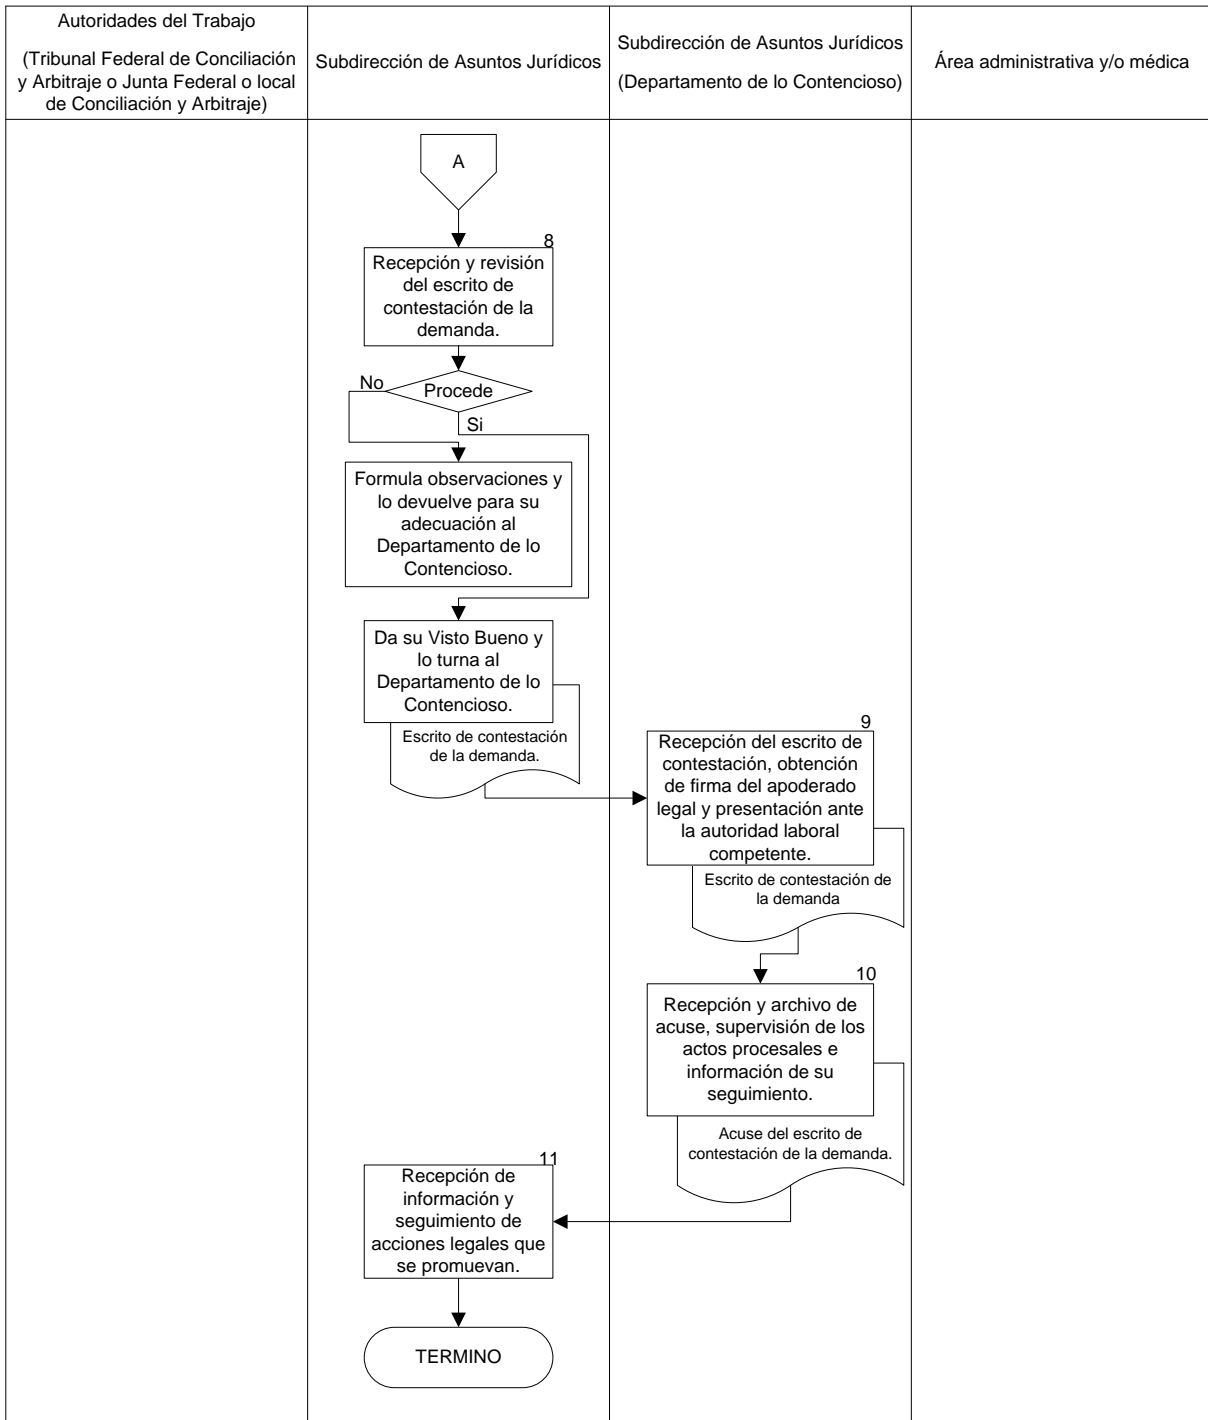 Autoridades del Trabajo
(Tribunal Federal de Conciliación
y Arbitraje o Junta Federal o local
de Conciliación y Arbitraje)
Subdirección de Asuntos Jurídicos
Subdirección de Asuntos Jurídicos
(Departamento de lo Contencioso)
Área administrativa y/o médica
A
8
Recepción y revisión
del escrito de
contestación de la
demanda.
No
Procede
Si
Formula observaciones y
lo devuelve para su
adecuación al
Departamento de lo
Contencioso.
Da su Visto Bueno y
lo turna al
Departamento de lo
Contencioso.
Escrito de contestación
de la demanda.
9
Recepción del escrito de
contestación, obtención
de firma del apoderado
legal y presentación ante
la autoridad laboral
competente.
Escrito de contestación de
la demanda
10
Recepción y archivo de
acuse, supervisión de los
actos procesales e
información de su
seguimiento.
Acuse del escrito de
contestación de la demanda.
11
Recepción de
información y
seguimiento de
acciones legales que
se promuevan.
TERMINO